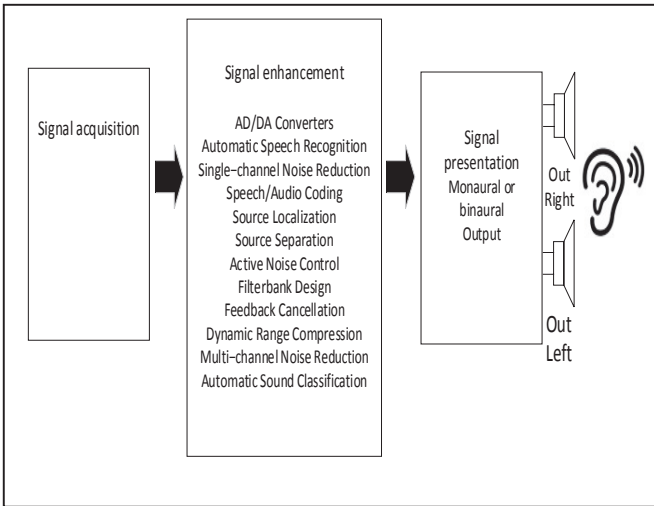 Signal acquisition
Signal enhancement
AD/DA Converters
Automatic Speech Recognition
Single-channel Noise Reduction
Speech/Audio Coding
Source Localization
Source Separation
Active Noise Control
Filterbank Design
Feedback Cancellation
Dynamic Range Compression
Multi-channel Noise Reduction
Automatic Sound Classification
Signal
presentation
Monaural or
binaural
Output
Out
Right
Out
Left